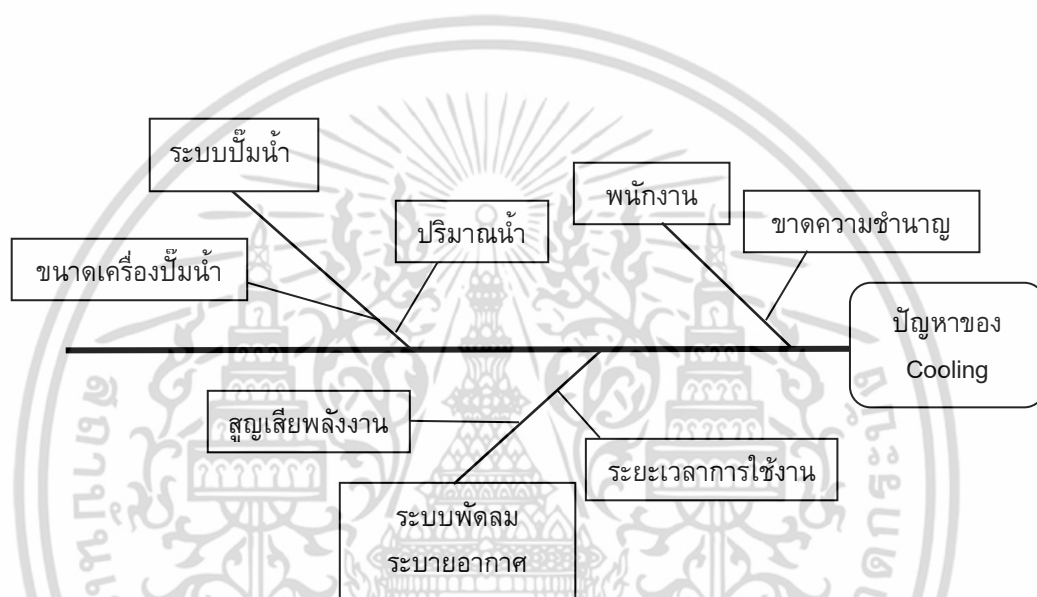 ระบบปั๊มน้ำ
พนักงาน
ปริมาณน้ำ
ขาดความชำนาญ
ขนาดเครื่องปั๊มน้ำ
ปัญหาของ
Cooling
สูญเสียพลังงาน
ระยะเวลาการใช้งาน
ระบบพัดลม
ระบายอากาศ